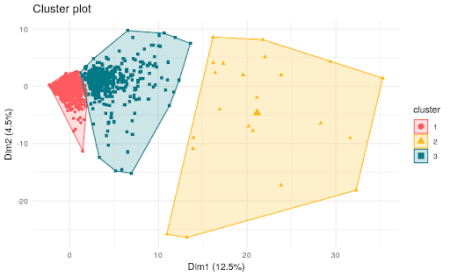 Cluster plot
10
0
-10
-20
Dim2 (4.5%)
0
10
20
30
Dim1 (12.5%)
cluster
1
2
3